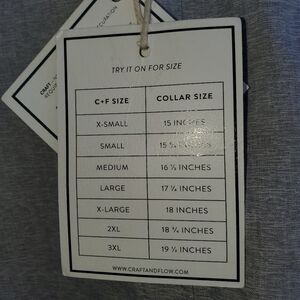 TRY IT ON FOR SIZE
C+F SIZE COLLAR SIZE
X-SMALL 15 INCHES
SMALL 15
MEDIUM 16 ½ INCHES
LARGE 17 ¼ INCHES
X-LARGE 18 INCHES
2XL 18 ¾ INCHES
3XL 19 ½ INCHES
WWW.CRAFTANDFLOW.COM